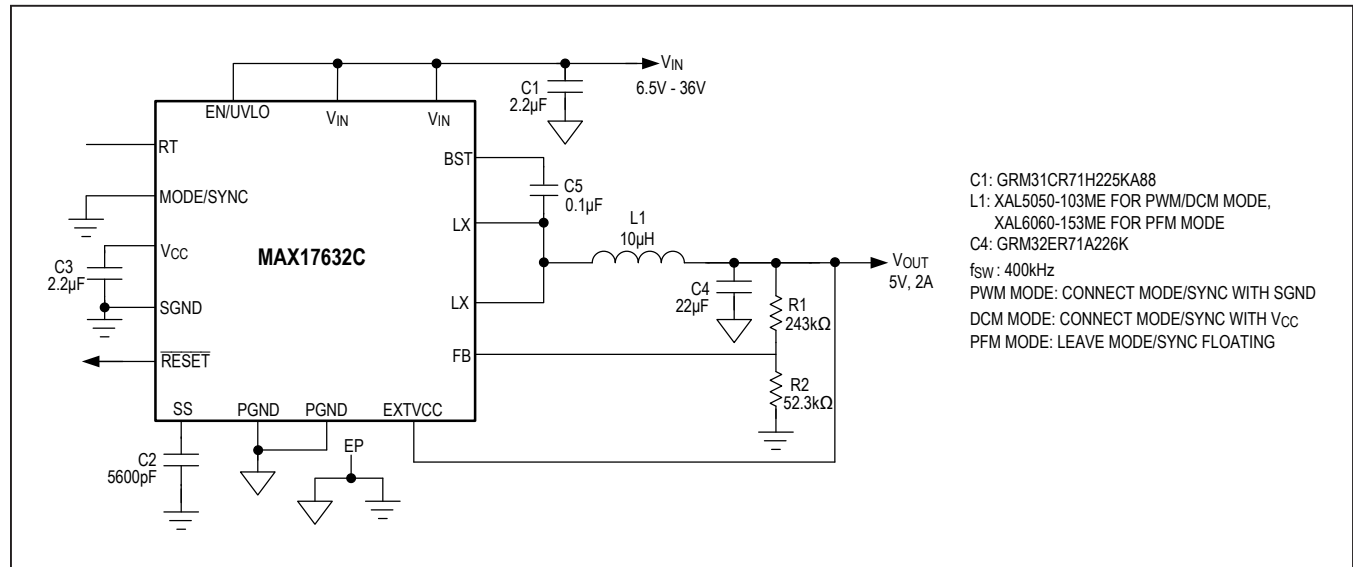 VIN
6.5V - 36V
C1
2.2µF
EN/UVLO
VIN
VIN
RT
BST
MODE/SYNC
C5
0.1µF
LX
L1
10µH
VCC
MAX17632C
C3
2.2µF
VOUT
5V, 2A
C4
22µF
SGND
LX
R1
243kΩ
RESET
FB
R2
52.3kΩ
SS
PGND
PGND
EXTVCC
EP
C2
5600pF
C1: GRM31CR71H225KA88
L1: XAL5050-103ME FOR PWM/DCM MODE,
XAL6060-153ME FOR PFM MODE
C4: GRM32ER71A226K
fSW : 400kHz
PWM MODE: CONNECT MODE/SYNC WITH SGND
DCM MODE: CONNECT MODE/SYNC WITH VCC
PFM MODE: LEAVE MODE/SYNC FLOATING